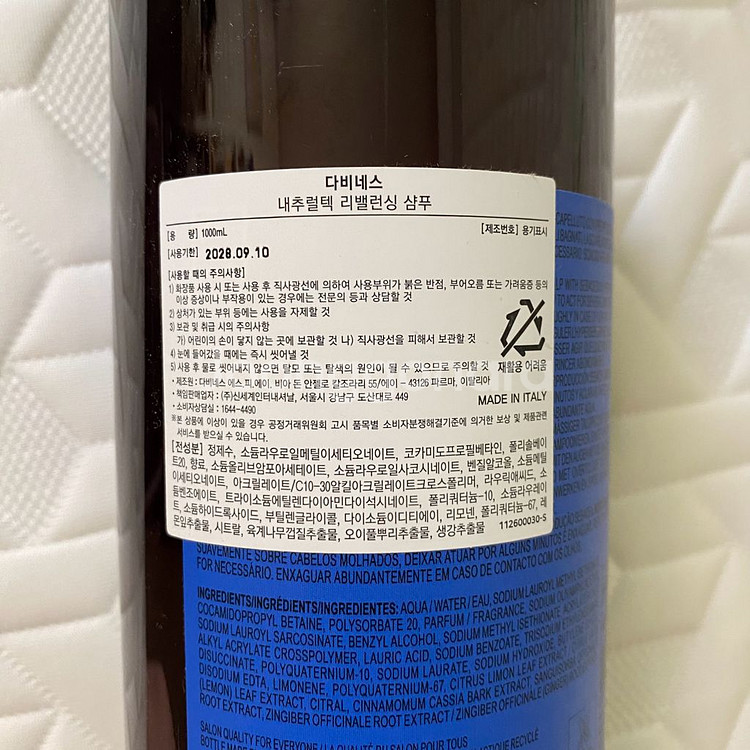 다비네스
내추럴텍 리밸런싱 샴푸
[용 량] 1000mL [제조번호] 용기표시
[사용기한] 2028.09.10
[사용할 때의 주의사항]
1) 화장품 사용 시 또는 사용 후 직사광선에 의하여 사용부위가 붉은 반점, 부어오름 또는 가려움증 등의
이상 증상이나 부작용이 있는 경우에는 전문의 등과 상담할 것
2) 상처가 있는 부위 등에는 사용을 자제할 것
3) 보관 및 취급 시의 주의사항
가) 어린이의 손이 닿지 않는 곳에 보관할 것 나) 직사광선을 피해서 보관할 것
4) 눈에 들어갔을 때에는 즉시 씻어낼 것
5) 사용 후 물로 씻어내지 않으면 탈모 또는 탈색의 원인이 될 수 있으므로 주의할 것
재활용 어려움
• 제조원 : 다비네스 에스.피.에이. 비아 돈 안젤로 칼조라리 55/에이 – 43126 파르마, 이탈리아
• 책임판매업자 : (주)신세계인터내셔날, 서울시 강남구 도산대로 449
MADE IN ITALY
• 소비자상담실 : 1644-4490
※본 상품에 이상이 있을 경우 공정거래위원회 고시 품목별 소비자분쟁해결기준에 의거한 보상 및 제품관련
서비스를 받으실 수 있습니다.
[전성분] 정제수, 소듐라우로일메틸이세티오네이트, 코카미도프로필베타인, 폴리솔베이
트20, 향료, 소듐올리브암포아세테이트, 소듐라우로일사코시네이트, 벤질알코올, 소듐메틸
이세티오네이트, 아크릴레이트/C10-30알킬아크릴레이트크로스폴리머, 라우릭애씨드, 소
듐벤조에이트, 트라이소듐에틸렌다이아민다이석시네이트, 폴리쿼터늄-10, 소듐라우레이
트, 소듐하이드록사이드, 부틸렌글라이콜, 다이소듐이디티에이, 리모넨, 폴리쿼터늄-67, 레
몬잎추출물, 시트랄, 육계나무껍질추출물, 오이풀뿌리추출물, 생강추출물 112600030-S
SUAVEMENTE SOBRE CABELOS MOLHADOS, DEIXAR ATUAR POR ALGUNS MINUTOS E ENXAGUAR
FOR NECESSÁRIO. ENXAGUAR ABUNDANTEMENTE EM CASO DE CONTACTO COM OS OLHOS.
INGREDIENTS/INGRÉDIENTS/INGREDIENTES: AQUA / WATER / EAU, SODIUM LAUROYL METHYL
COCAMIDOPROPYL BETAINE, POLYSORBATE 20, PARFUM / FRAGRANCE, SODIUM
SODIUM LAUROYL SARCOSINATE, BENZYL ALCOHOL, SODIUM METHYL ISETHIONATE,
ALKYL ACRYLATE CROSSPOLYMER, LAURIC ACID, SODIUM BENZOATE, TRISODIUM
DISUCCINATE, POLYQUATERNIUM-10, SODIUM LAURATE, SODIUM HYDROXIDE,
DISODIUM EDTA, LIMONENE, POLYQUATERNIUM-67, CITRUS LIMON LEAF EXTRACT
(LEMON) LEAF EXTRACT, CITRAL, CINNAMOMUM CASSIA BARK EXTRACT
ROOT EXTRACT, ZINGIBER OFFICINALE ROOT EXTRACT / ZINGIBER OFFICINALE
SALON QUALITY FOR EVERYONE / LA QUALITÉ DU SALON POUR TOUS